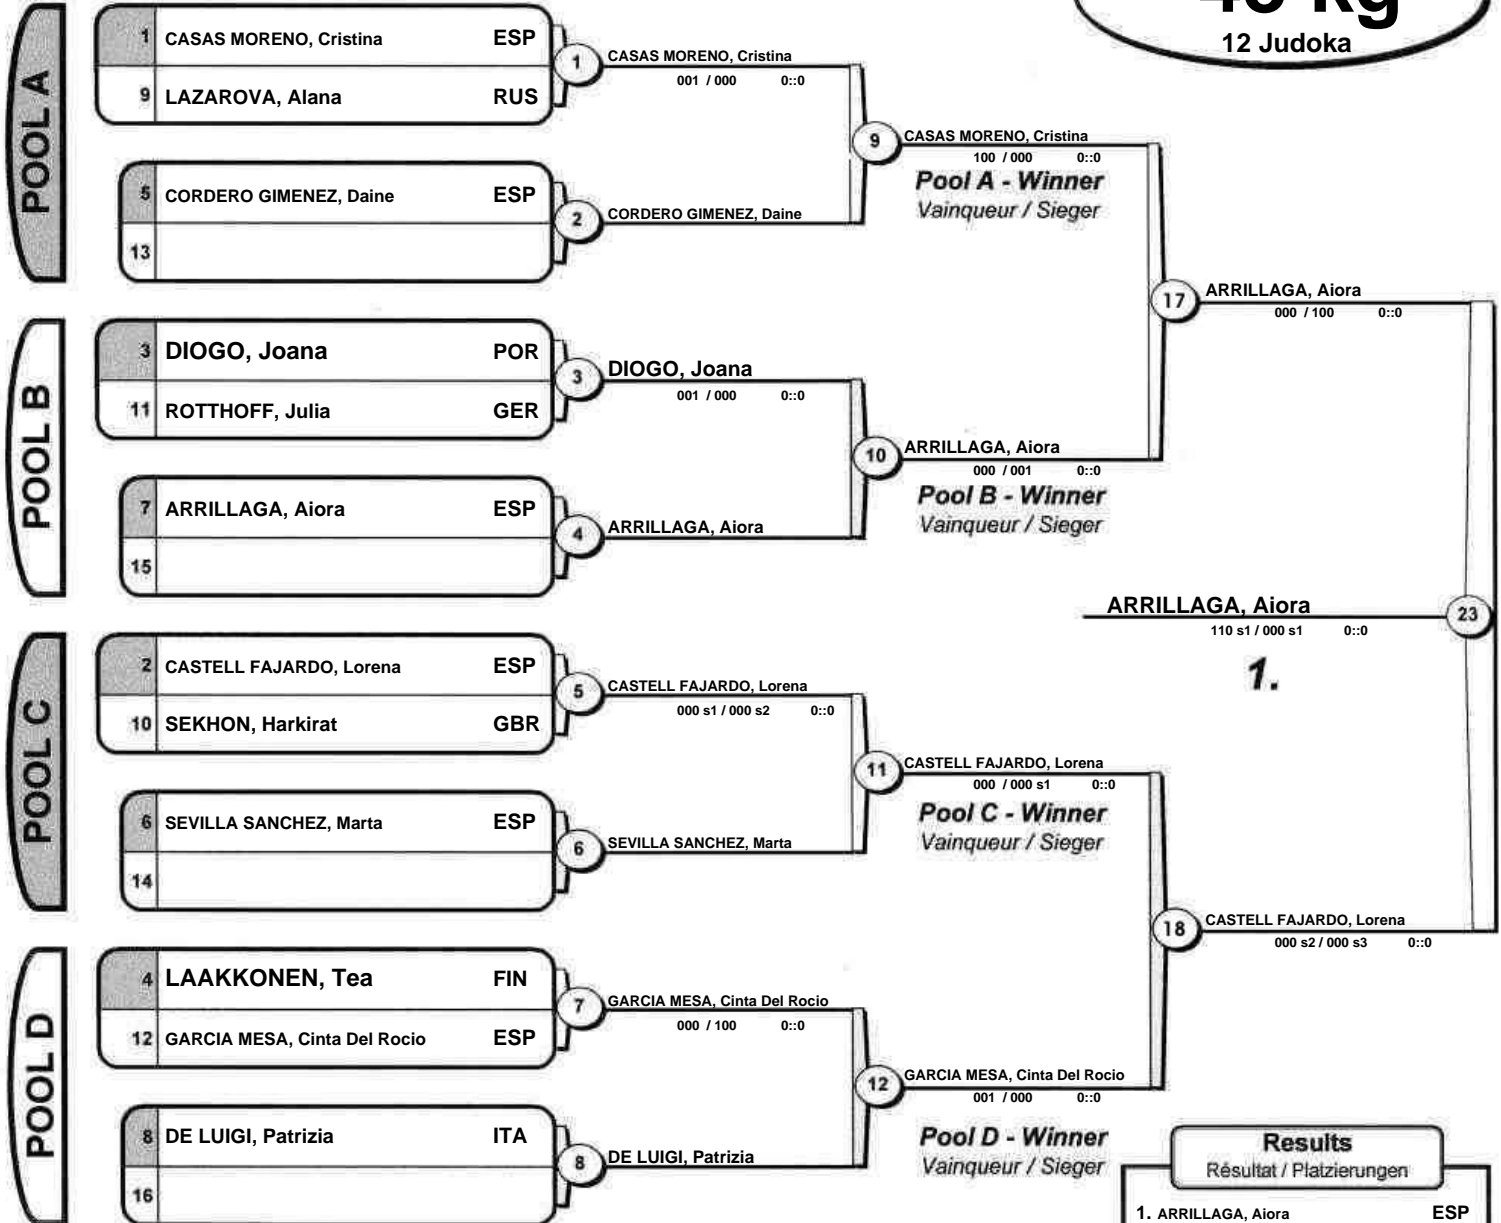 12 Judoka
POOL A
1 CASAS MORENO, Cristina ESP
9 LAZAROVA, Alana RUS
1
CASAS MORENO, Cristina
001 / 000 0::0
5 CORDERO GIMENEZ, Daine ESP
13
2
CORDERO GIMENEZ, Daine
9
CASAS MORENO, Cristina
100 / 000 0::0
Pool A - Winner
Vainqueur / Sieger
POOL B
3 DIOGO, Joana POR
11 ROTTHOFF, Julia GER
3
DIOGO, Joana
001 / 000 0::0
7 ARRILLAGA, Aiora ESP
15
4
ARRILLAGA, Aiora
10
ARRILLAGA, Aiora
000 / 001 0::0
Pool B - Winner
Vainqueur / Sieger
17
ARRILLAGA, Aiora
000 / 100 0::0
ARRILLAGA, Aiora
110 s1 / 000 s1 0::0
1.
23
POOL C
2 CASTELL FAJARDO, Lorena ESP
10 SEKHON, Harkirat GBR
5
CASTELL FAJARDO, Lorena
000 s1 / 000 s2 0::0
6 SEVILLA SANCHEZ, Marta ESP
14
6
SEVILLA SANCHEZ, Marta
11
CASTELL FAJARDO, Lorena
000 / 000 s1 0::0
Pool C - Winner
Vainqueur / Sieger
18
CASTELL FAJARDO, Lorena
000 s2 / 000 s3 0::0
POOL D
4 LAAKKONEN, Tea FIN
12 GARCIA MESA, Cinta Del Rocio ESP
7
GARCIA MESA, Cinta Del Rocio
000 / 100 0::0
8 DE LUIGI, Patrizia ITA
16
8
DE LUIGI, Patrizia
12
GARCIA MESA, Cinta Del Rocio
001 / 000 0::0
Pool D - Winner
Vainqueur / Sieger
Results
Résultat / Platzierungen
1. ARRILLAGA, Aiora ESP